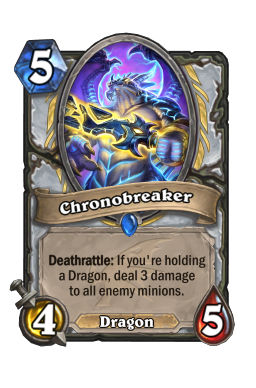 5
Chronobreaker
Deathrattle: If you're holding
a Dragon, deal 3 damage
to all enemy minions.
4
Dragon
5